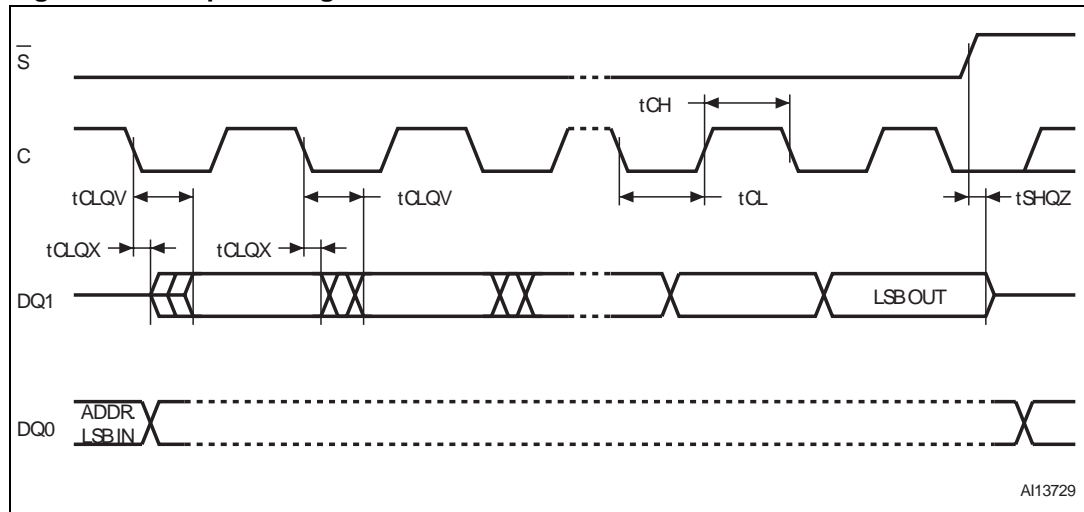 S
tCH
C
tCLQV
tCLQV
tCL
tSHQZ
tCLQX
tCLQX
DQ1
LSB OUT
DQ0
ADDR.
LSB IN
AI13729